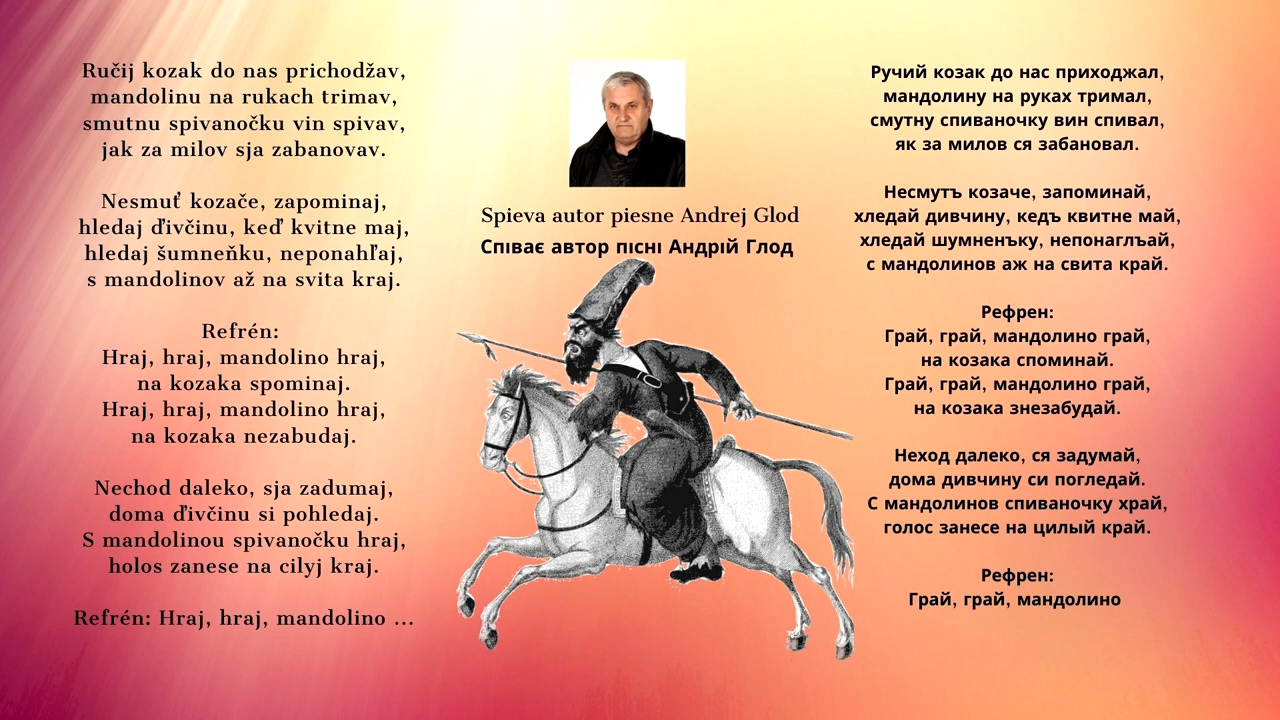 Ručij kozak do nas prichodžav,
mandolinu na rukach trimav,
smutnu spivanočku vin spivav,
jak za milov sja zabanovav.
Nesmuť kozače, zapominaj,
hledaj ďivčinu, keď kvitne maj,
hledaj šumneňku, neponahľaj,
s mandolinov až na svita kraj.
Refrén:
Hraj, hraj, mandolino hraj,
na kozaka spominaj.
Hraj, hraj, mandolino hraj,
na kozaka nezabudaj.
Nechod daleko, sja zadumaj,
doma ďivčinu si pohledaj.
S mandolinou spivanočku hraj,
holos zanese na cilyj kraj.
Refrén: Hraj, hraj, mandolino ...
Spieva autor piesne Andrej Glod
Співає автор пісні Андрій Глод
Ручий козак до нас приходжал,
мандолину на руках тримал,
смутну спиваночку вин спивал,
як за милов ся забановал.
Несмутъ козаче, запоминай,
хледай дивчину, кедъ квитне май,
хледай шумненъку, непонаглъай,
с мандолинов аж на свита край.
Рефрен:
Грай, грай, мандолино грай,
на козака споминай.
Грай, грай, мандолино грай,
на козака знезабудай.
Неход далеко, ся задумай,
дома дивчину си погледай.
С мандолинов спиваночку храй,
голос занесе на цилый край.
Рефрен:
Грай, грай, мандолино